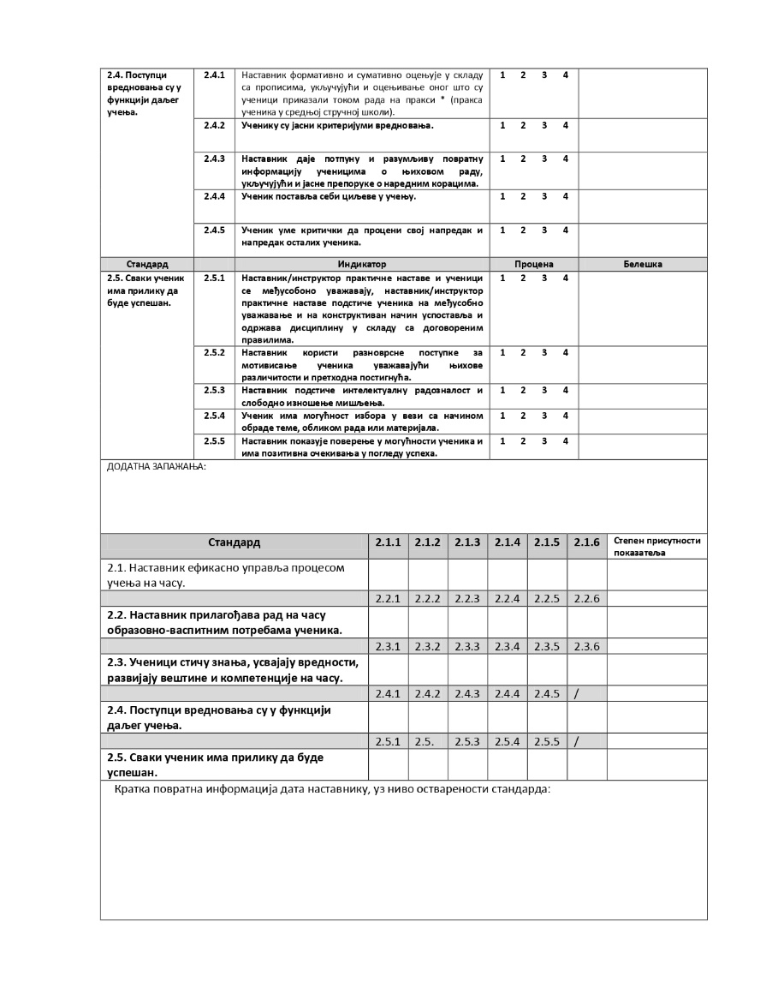 2.4. Поступци
вредновања су у
функцији даљег
учења.
2.4.1
Наставник формативно и сумативно оцењује у складу
са прописима, укључујући и оцењивање оног што су
ученици приказали током рада на пракси * (пракса
ученика у средњој стручној школи).
1 2 3 4
2.4.2
Ученику су јасни критеријуми вредновања.
1 2 3 4
2.4.3
Наставник даје потпуну и разумљиву повратну
информацију ученицима о њиховом раду,
укључујући и јасне препоруке о наредним корацима.
1 2 3 4
2.4.4
Ученик поставља себи циљеве у учењу.
1 2 3 4
2.4.5
Ученик уме критички да процени свој напредак и
напредак осталих ученика.
1 2 3 4
Стандард Индикатор Процена Белешка
2.5. Сваки ученик
има прилику да
буде успешан.
2.5.1
Наставник/инструктор практичне наставе и ученици
се међусобоно уважавају, наставник/инструктор
практичне наставе подстиче ученика на међусобно
уважавање и на конструктиван начин успоставља и
одржава дисциплину у складу са договореним
правилима.
1 2 3 4
2.5.2
Наставник користи разноврсне поступке за
мотивисање ученика уважавајући њихове
различитости и претходна постигнућа.
1 2 3 4
2.5.3
Наставник подстиче интелектуалну радозналост и
слободно изношење мишљења.
1 2 3 4
2.5.4
Ученик има могућност избора у вези са начином
обраде теме, обликом рада или материјала.
1 2 3 4
2.5.5
Наставник показује поверење у могућности ученика и
има позитивна очекивања у погледу успеха.
1 2 3 4
ДОДАТНА ЗАПАЖАЊА:
Стандард 2.1.1 2.1.2 2.1.3 2.1.4 2.1.5 2.1.6 Степен присутности
показатеља
2.1. Наставник ефикасно управља процесом
учења на часу.
2.2.1 2.2.2 2.2.3 2.2.4 2.2.5 2.2.6
2.2. Наставник прилагођава рад на часу
образовно-васпитним потребама ученика.
2.3.1 2.3.2 2.3.3 2.3.4 2.3.5 2.3.6
2.3. Ученици стичу знања, усвајају вредности,
развијају вештине и компетенције на часу.
2.4.1 2.4.2 2.4.3 2.4.4 2.4.5 /
2.4. Поступци вредновања су у функцији
даљег учења.
2.5.1 2.5. 2.5.3 2.5.4 2.5.5 /
2.5. Сваки ученик има прилику да буде
успешан.
Кратка повратна информација дата наставнику, уз ниво остварености стандарда: